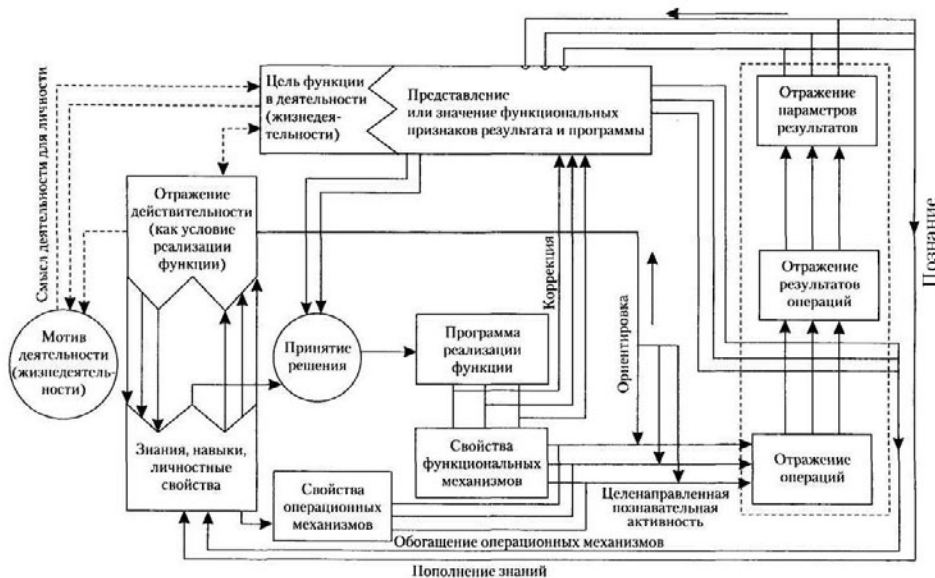 Цель функции
в деятельности
(жизнедея-
тельности)
Представление
или значение функциональных
признаков результата и программы
Отражение
параметров
результатов
Смысл деятельности для личности
Отражение
действительности
(как условие
реализации
функции)
Познание
Коррекция
Отражение
результатов
операций
Мотив
деятельности
(жизнедеятель-
ности)
Принятие
решения
Программа
реализации
функции
Ориентировка
Знания, навыки,
личностные
свойства
Свойства
функциональных
механизмов
Отражение
операций
Свойства
операционных
механизмов
Целенаправленная
познавательная
активность
Обогащение операционных механизмов
Пополнение знаний